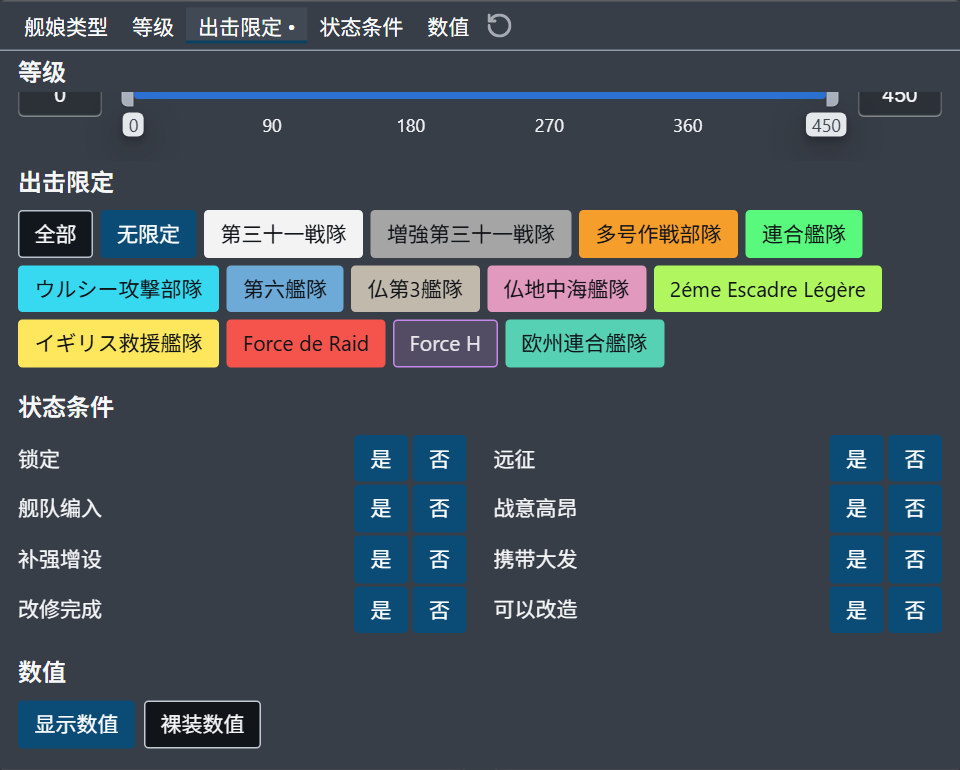 舰娘类型 等级 出击限定 • 状态条件 数值
等级
0 450
0 90 180 270 360 450
出击限定
全部 无限定 第三十一戦隊 増強第三十一戦隊 多号作戦部隊 連合艦隊
ウルシー攻撃部隊 第六艦隊 仏第3艦隊 仏地中海艦隊 2éme Escadre Légère
イギリス救援艦隊 Force de Raid Force H 欧州連合艦隊
状态条件
锁定 是 否 远征 是 否
舰队编入 是 否 战意高昂 是 否
补强增设 是 否 携带大发 是 否
改修完成 是 否 可以改造 是 否
数值
显示数值 裸装数值